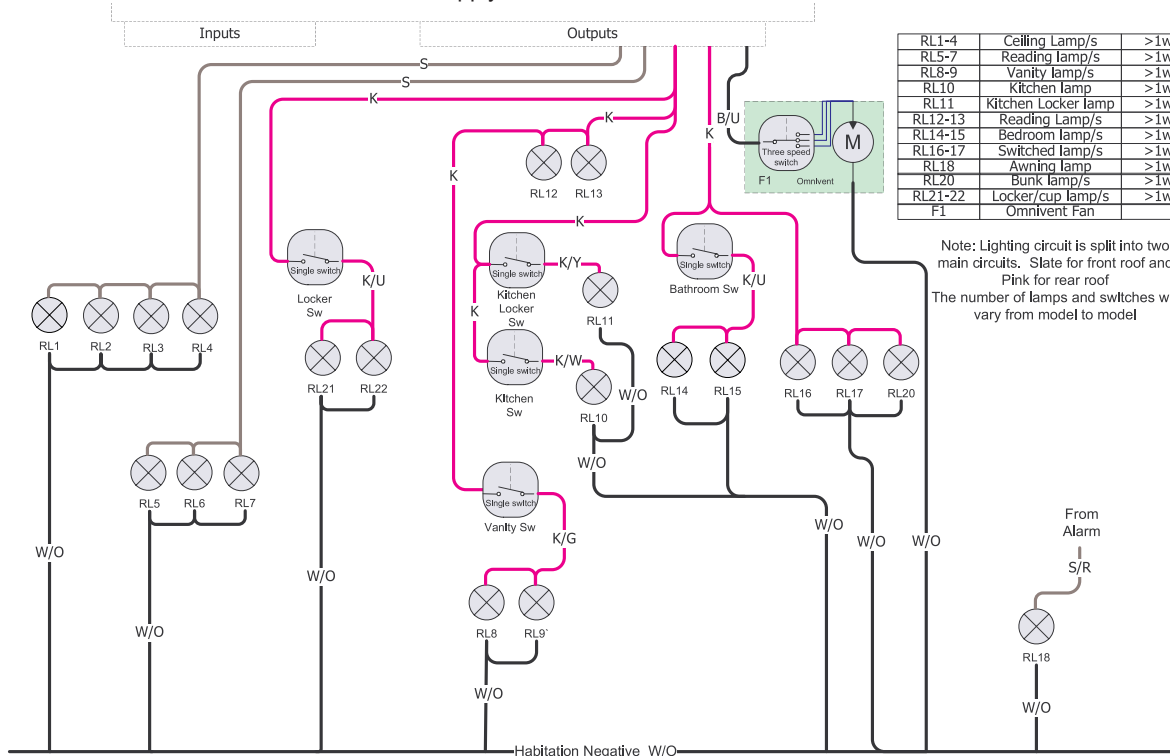 Inputs
Outputs
S
S
K
K
K
K
K
B/U
Three speed
switch
M
F1
Omnivent
RL1-4 Ceiling Lamp/s >1w
RL5-7 Reading lamp/s >1w
RL8-9 Vanity lamp/s >1w
RL10 Kitchen lamp >1w
RL11 Kitchen Locker lamp >1w
RL12-13 Reading Lamp/s >1w
RL14-15 Bedroom lamp/s >1w
RL16-17 Switched lamp/s >1w
RL18 Awning lamp >1w
RL20 Bunk lamp/s >1w
RL21-22 Locker/cup lamp/s >1w
F1 Omnivent Fan
Note: Lighting circuit is split into two
main circuits. Slate for front roof and
Pink for rear roof
The number of lamps and switches w
vary from model to model
RL12
RL13
Single switch
Locker
Sw
K/U
Single switch
Kitchen
Locker
Sw
K/Y
RL11
K
Single switch
Kitchen
Sw
K/W
RL10
W/O
W/O
Single switch
Bathroom Sw
K/U
RL1
RL2
RL3
RL4
RL21
RL22
RL14
RL15
RL16
RL17
RL20
RL5
RL6
RL7
Single switch
Vanity Sw
K/G
W/O
W/O
W/O
W/O
W/O
W/O
RL8
RL9`
W/O
From
Alarm
S/R
RL18
W/O
Habitation Negative W/O